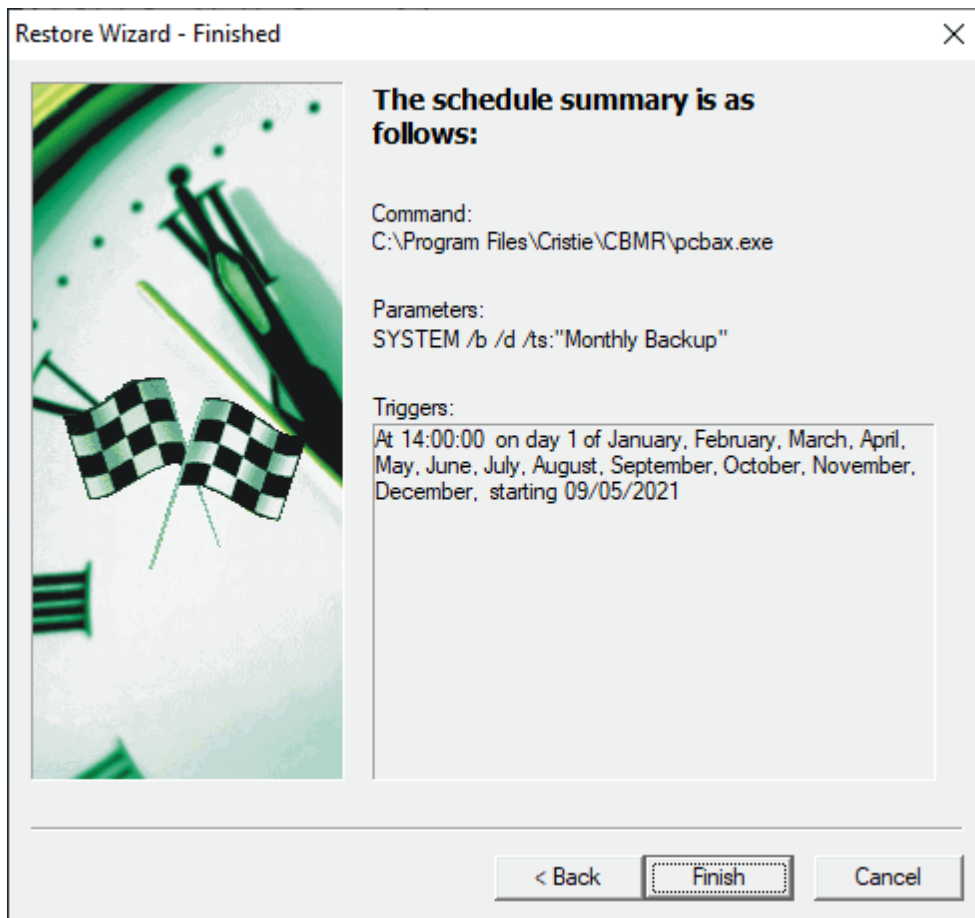 Restore Wizard - Finished
The schedule summary is as
follows:
Command:
C:\Program Files\Cristie\CBMR\pcbax.exe
Parameters:
SYSTEM /b /d /ts:"Monthly Backup"
Triggers:
At 14:00:00 on day 1 of January, February, March, April,
May, June, July, August, September, October, November,
December, starting 09/05/2021
< Back
Finish
Cancel